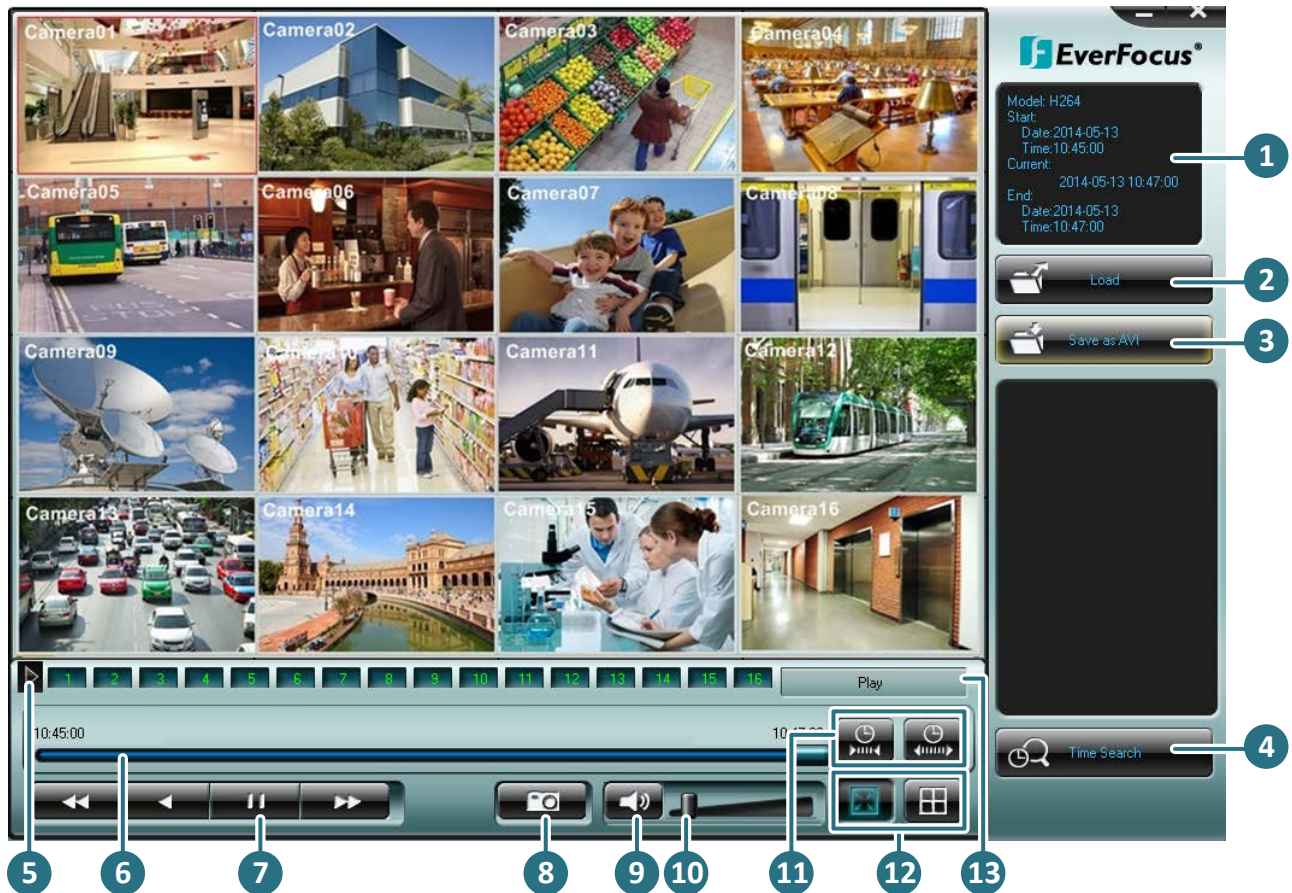 Camera01
Camera02
Camera03
Camera04
Camera05
Camera06
Camera07
Camera08
Camera09
Camera10
Camera11
Camera12
Camera13
Camera14
Camera15
Camera16
EverFocus®
Model: H264
Start:
Date:2014-05-13
Time:10:45:00
Current:
2014-05-13 10:47:00
End:
Date:2014-05-13
Time:10:47:00
1
Load
2
Save as AVI
3
Time Search
4
1 2 3 4 5 6 7 8 9 10 11 12 13 14 15 16
Play
10:45:00
5 6 7 8 9 10 11 12 13